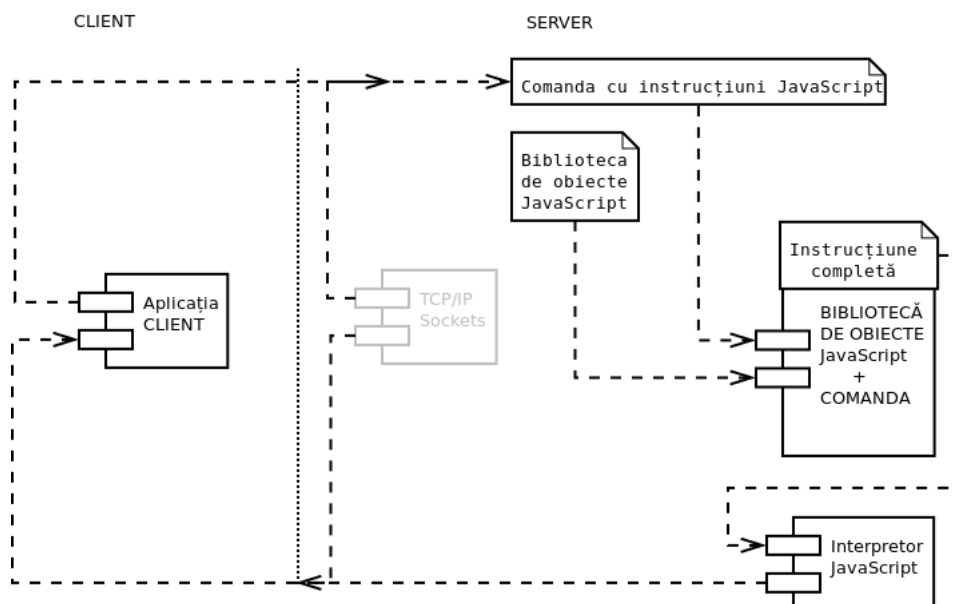 CLIENT
SERVER
Comanda cu instrucțiuni JavaScript
Biblioteca
de obiecte
JavaScript
Instrucțiune
completă
Aplicația
CLIENT
TCP/IP
Sockets
BIBLIOTECĂ
DE OBIECTE
JavaScript
+
COMANDA
Interpretor
JavaScript